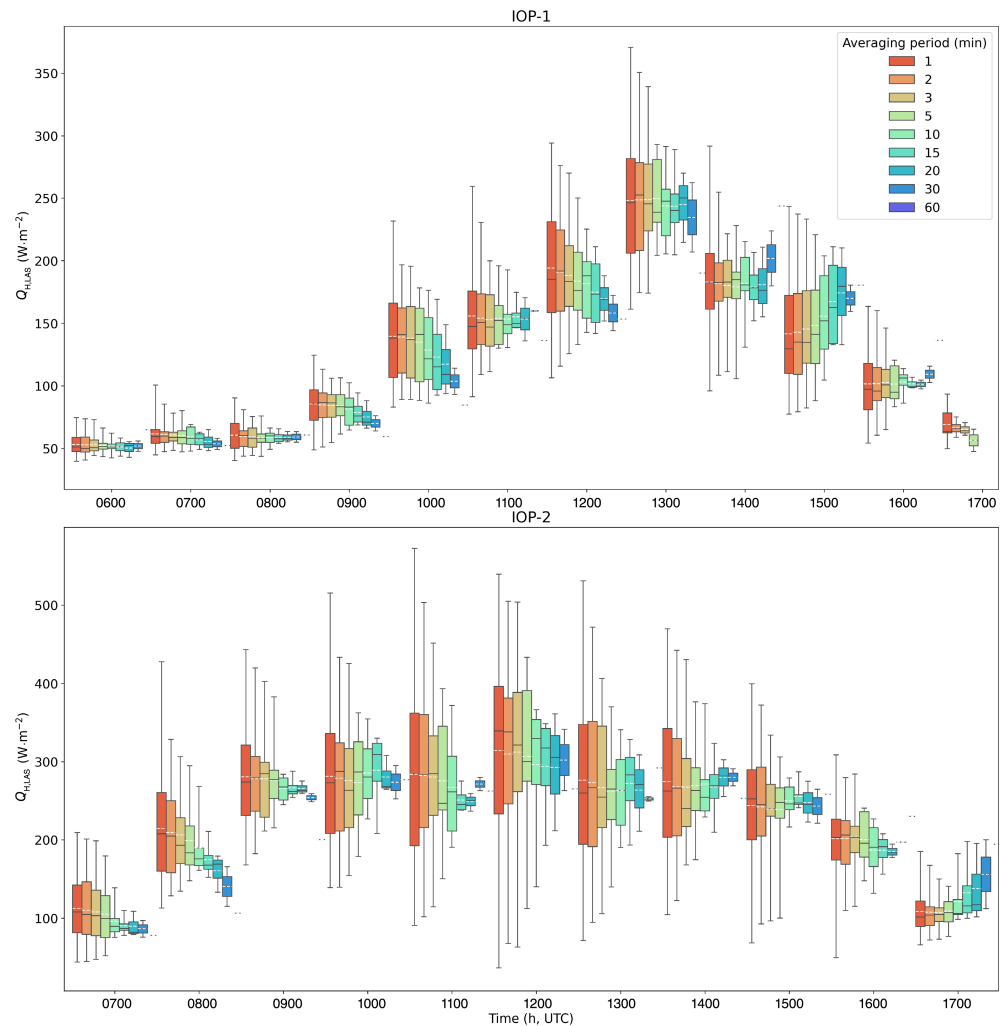 IOP-1
Averaging period (min)
1
2
3
5
10
15
20
30
60
350
300
250
200
150
100
50
Q_H,LAS (W·m⁻²)
0600 0700 0800 0900 1000 1100 1200 1300 1400 1500 1600 1700
IOP-2
500
400
300
200
100
Q_H,LAS (W·m⁻²)
0700 0800 0900 1000 1100 1200 1300 1400 1500 1600 1700
Time (h, UTC)